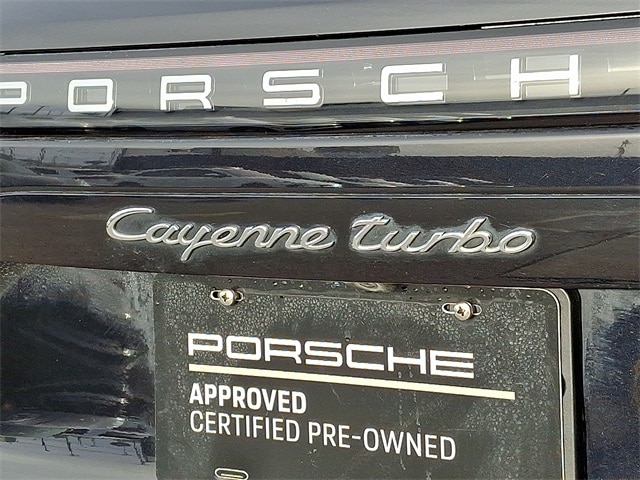 PORSCHE
Cayenne turbo
PORSCHE
APPROVED
CERTIFIED PRE-OWNED